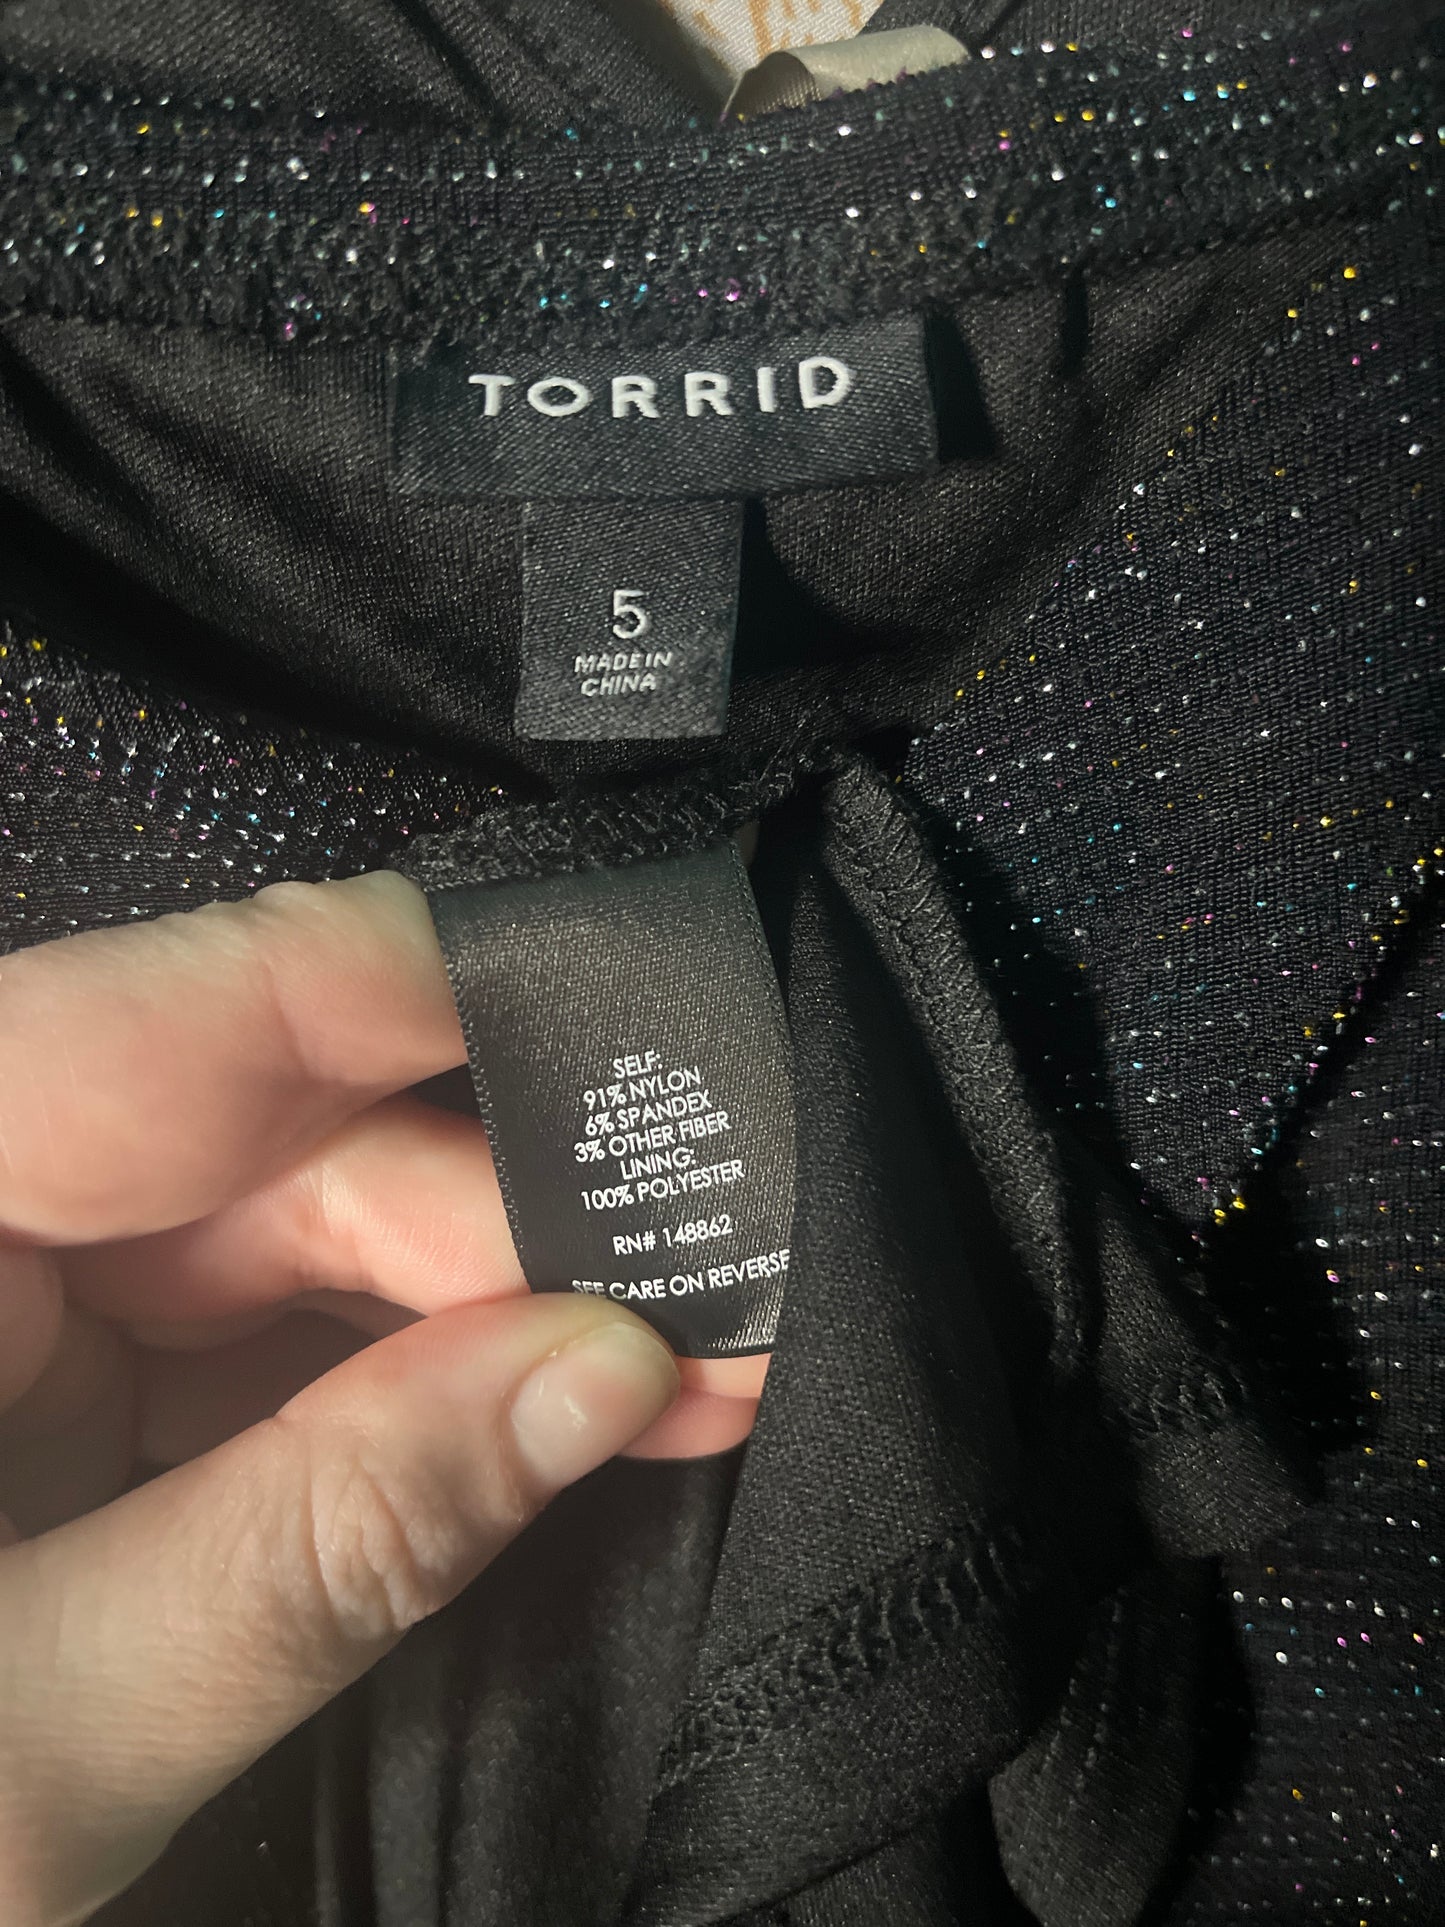 TORRID
5
MADE IN
CHINA
SELF:
91% NYLON
6% SPANDEX
3% OTHER FIBER
LINING:
100% POLYESTER
RN# 148862
SEE CARE ON REVERSE